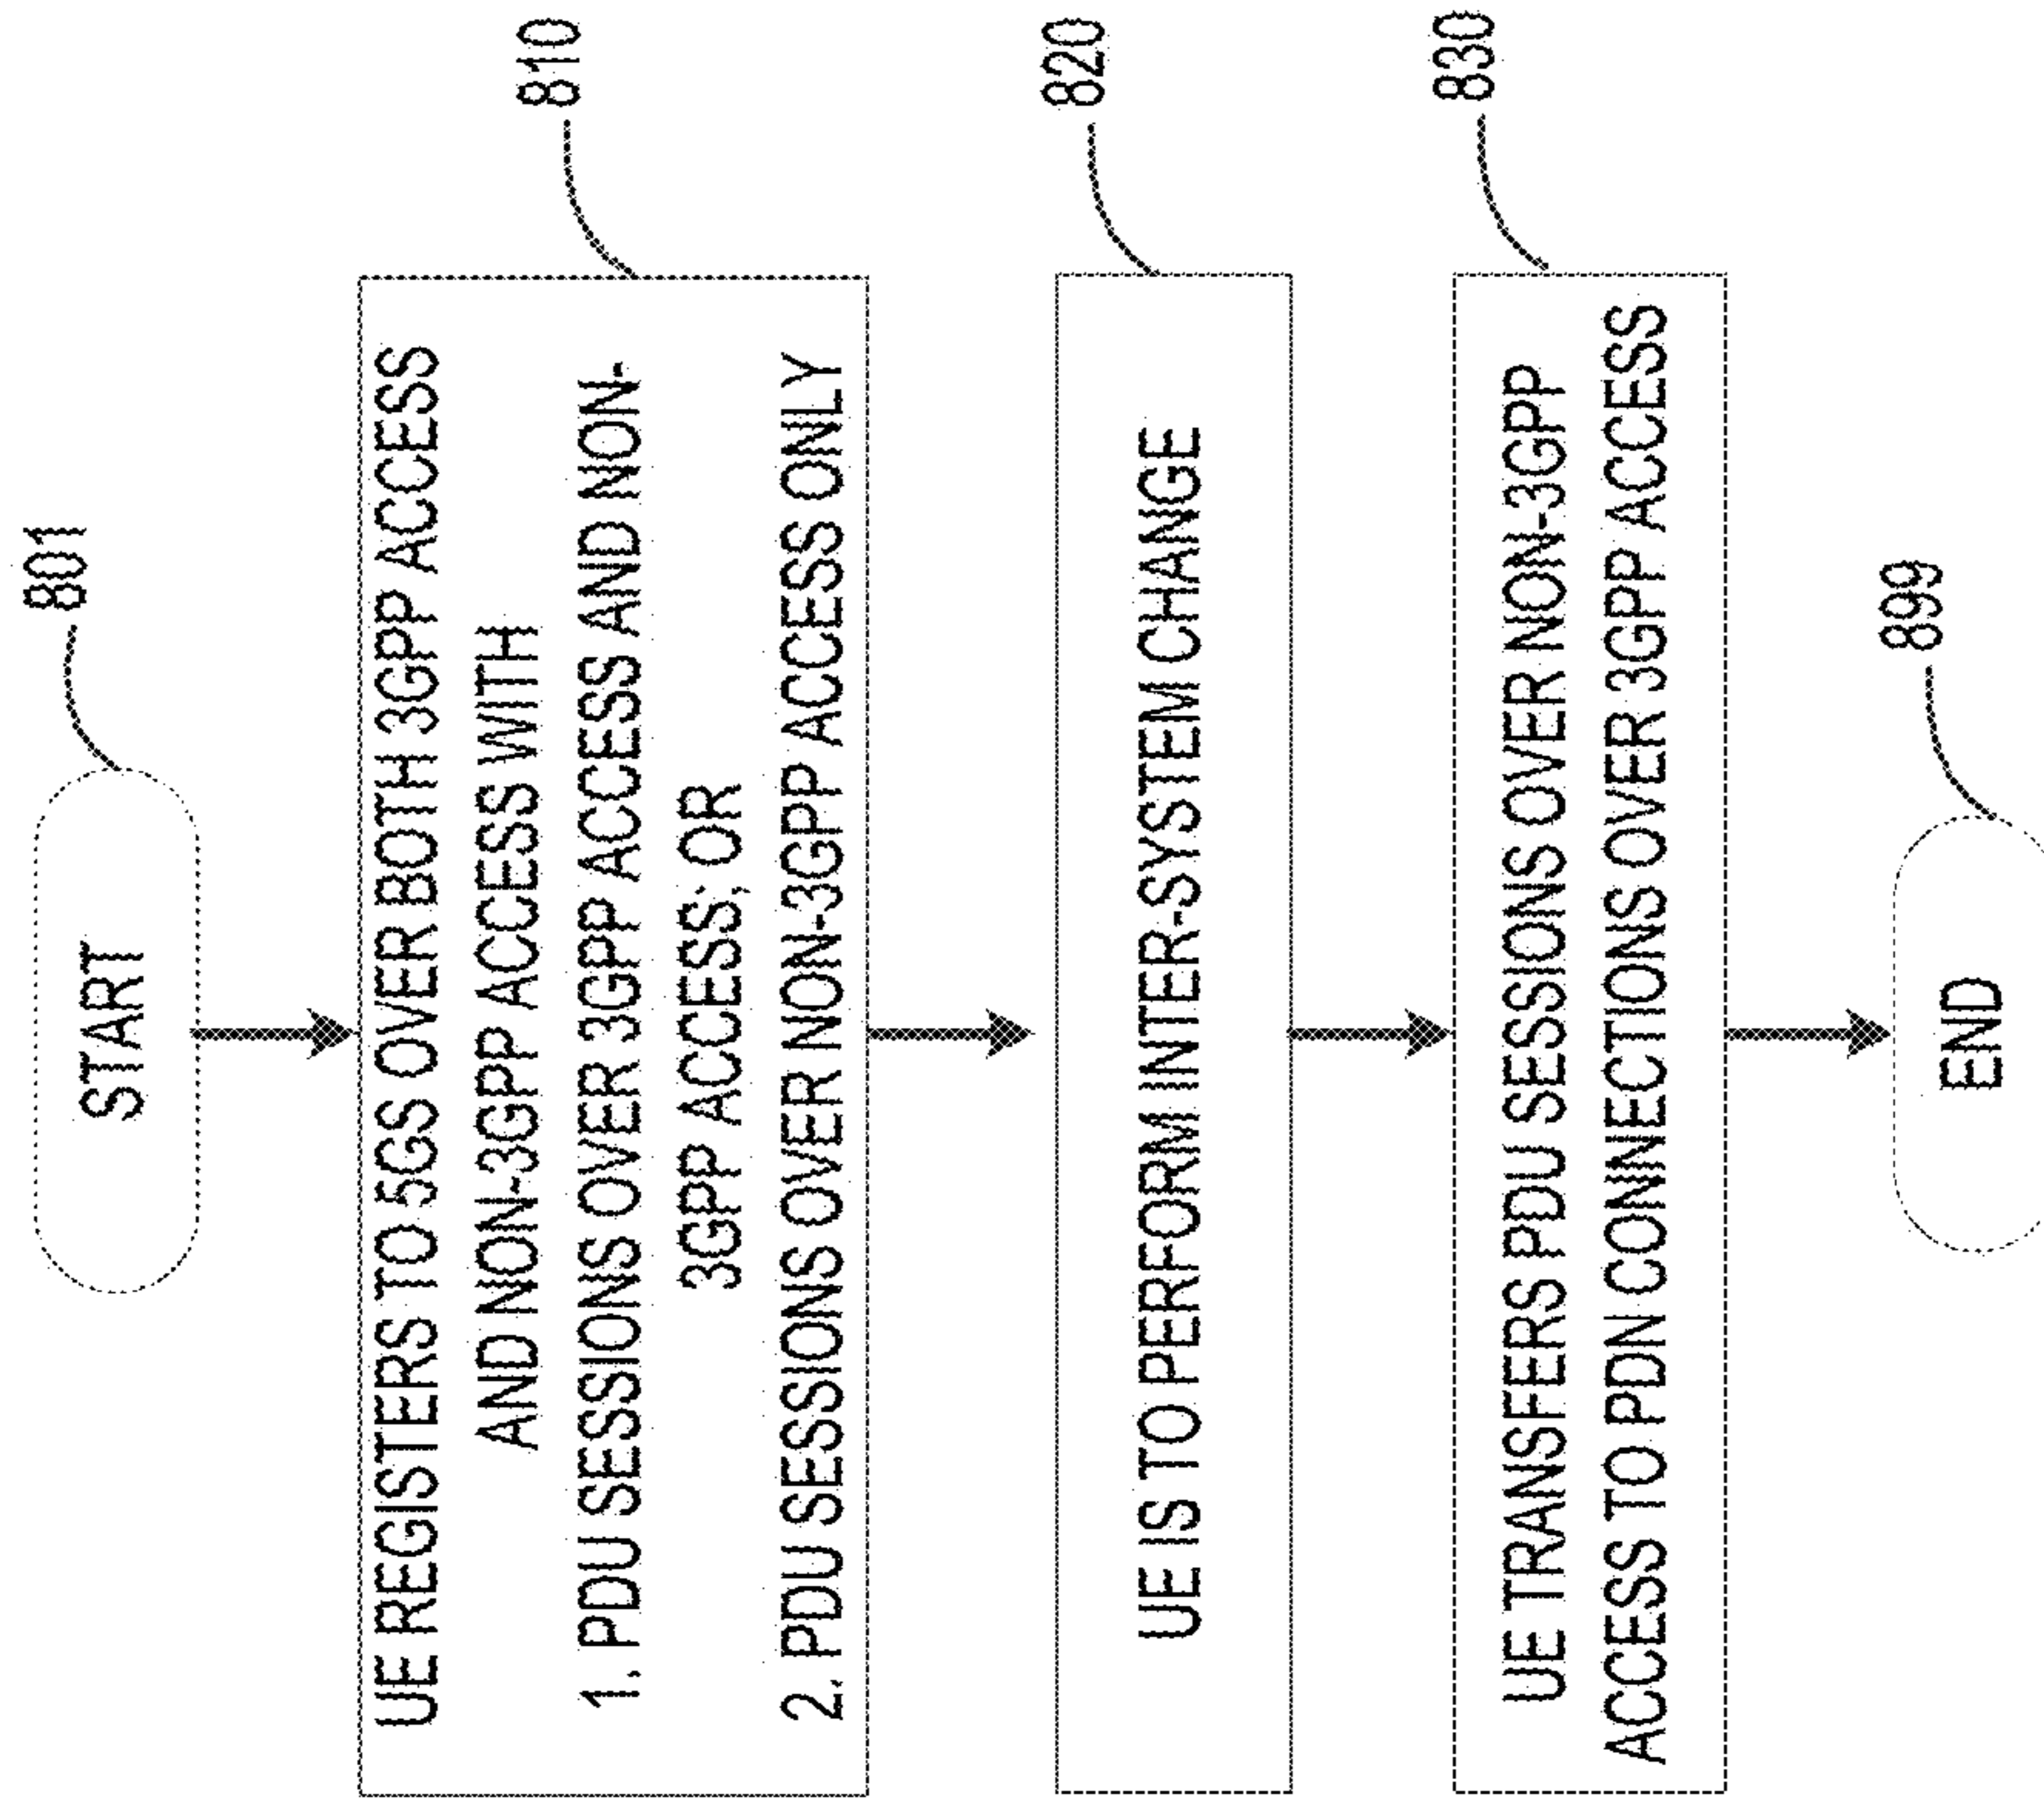 START
801
UE REGISTERS TO 5GS OVER BOTH 3GPP ACCESS
AND NON-3GPP ACCESS WITH
1. PDU SESSIONS OVER 3GPP ACCESS AND NON-
3GPP ACCESS; OR
2. PDU SESSIONS OVER NON-3GPP ACCESS ONLY
810
UE IS TO PERFORM INTER-SYSTEM CHANGE
820
UE TRANSFERS PDU SESSIONS OVER NON-3GPP
ACCESS TO PDN CONNECTIONS OVER 3GPP ACCESS
830
END
899